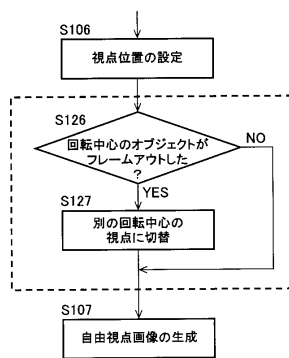 S106
視点位置の設定
S126
回転中心のオブジェクトが
フレームアウトした
?
NO
YES
S127
別の回転中心の
視点に切替
S107
自由視点画像の生成